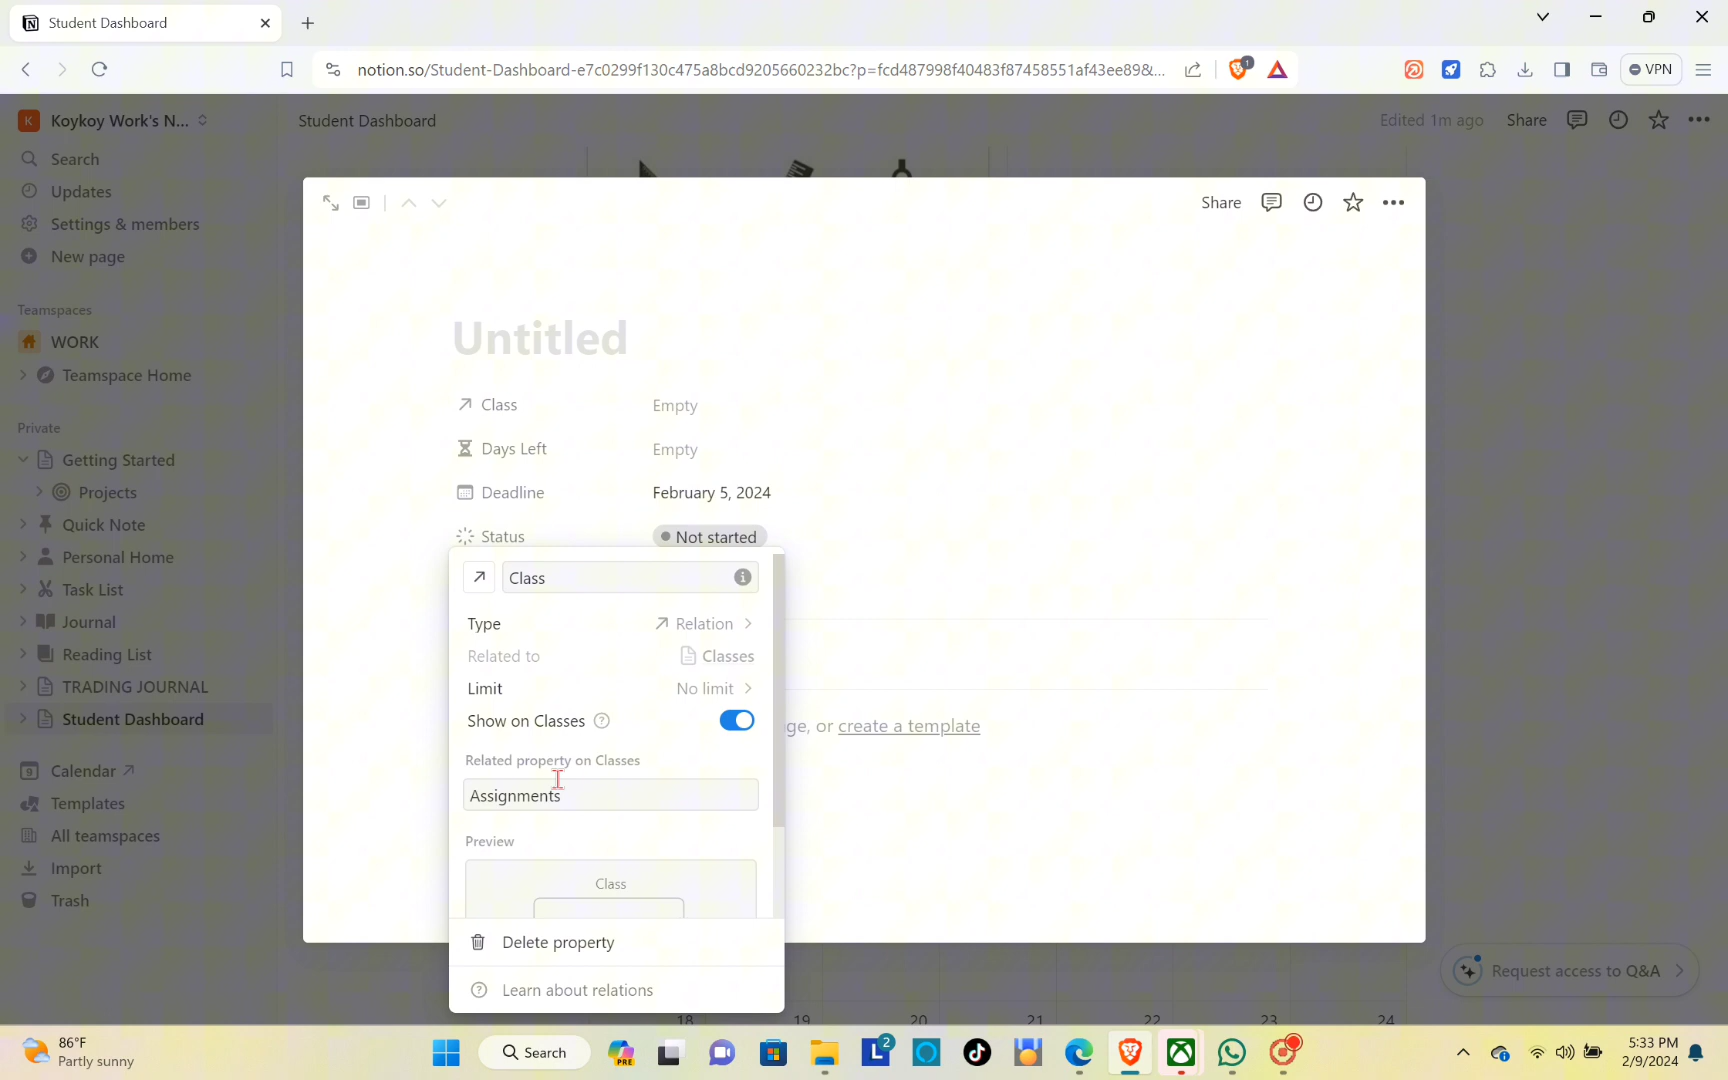 Student Dashboard
notion.so/Student-Dashboard-e7c0299f130c475a8bcd9205660232bc?p=fcd487998f40483f87458551af43ee89&...
1
VPN
K Koykoy Work's N...
Student Dashboard
Edited 1m ago
Share
Search
Updates
Settings & members
New page
Teamspaces
WORK
Teamspace Home
Private
Getting Started
Projects
Quick Note
Personal Home
Task List
Journal
Reading List
TRADING JOURNAL
Student Dashboard
9 Calendar
Templates
All teamspaces
Import
Trash
Share
Untitled
Class Empty
Days Left Empty
Deadline February 5, 2024
Status Not started
Class
Type Relation
Related to Classes
Limit No limit
Show on Classes
ge, or create a template
Related property on Classes
Assignments
Preview
Class
Delete property
Learn about relations
Request access to Q&A
18 19 20 21 22 23 24
86°F
Partly sunny
Search
PRE
L 2
5:33 PM
2/9/2024